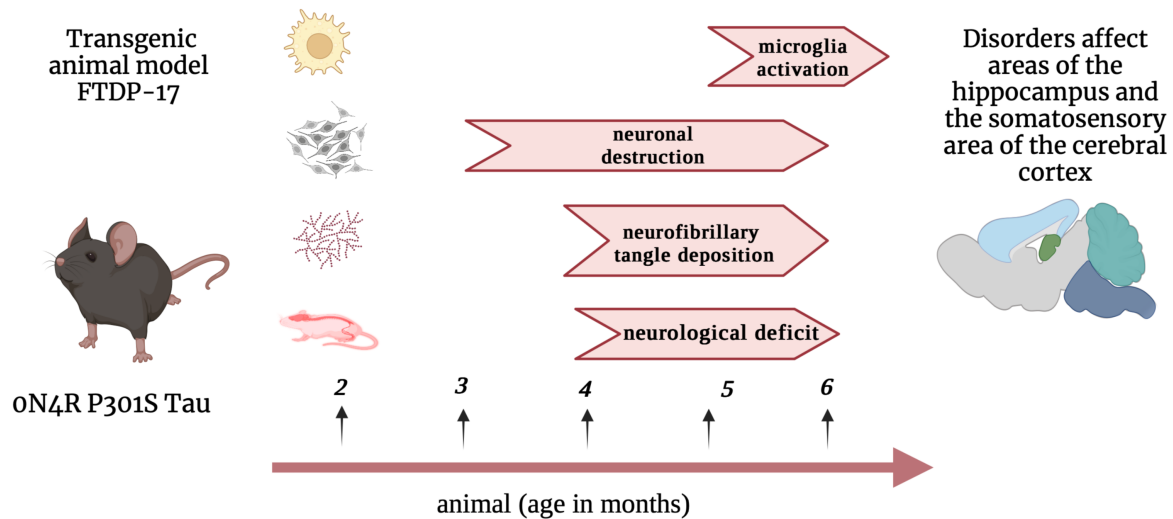 Transgenic
animal model
FTDP-17
microglia
activation
neuronal
destruction
neurofibrillary
tangle deposition
neurological deficit
Disorders affect
areas of the
hippocampus and
the somatosensory
area of the cerebral
cortex
0N4R P301S Tau
2 3 4 5 6
animal (age in months)